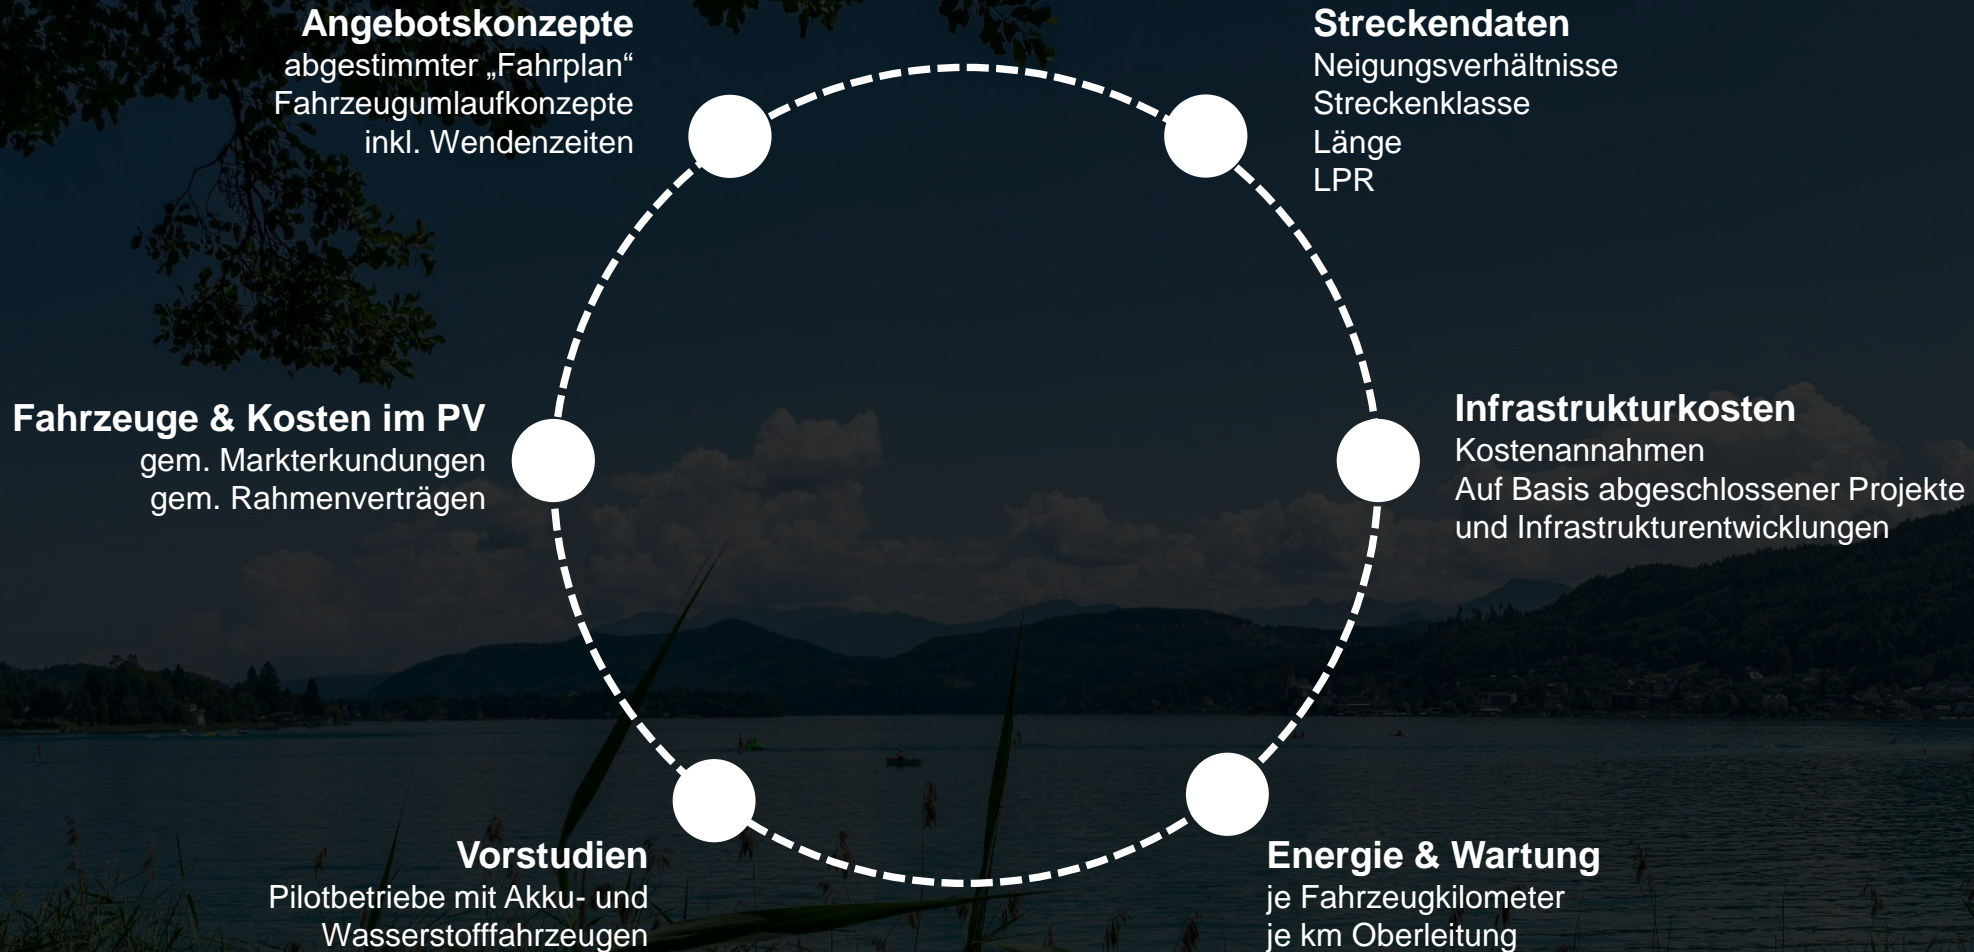 Angebotskonzepte
abgestimmter „Fahrplan“
Fahrzeugumlaufkonzepte
inkl. Wendenzeiten
Streckendaten
Neigungsverhältnisse
Streckenklasse
Länge
LPR
Fahrzeuge & Kosten im PV
gem. Markterkundungen
gem. Rahmenverträgen
Infrastrukturkosten
Kostenannahmen
Auf Basis abgeschlossener Projekte
und Infrastrukturentwicklungen
Vorstudien
Pilotbetriebe mit Akku- und
Wasserstofffahrzeugen
Energie & Wartung
je Fahrzeugkilometer
je km Oberleitung